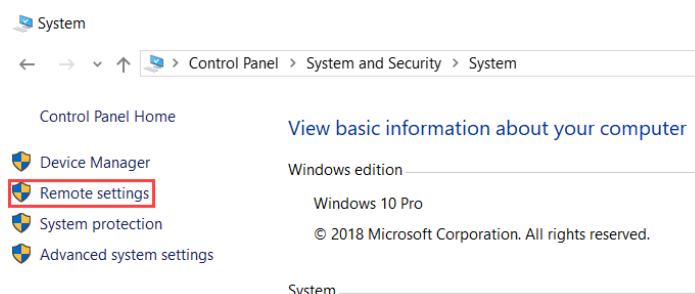 System
Control Panel > System and Security > System
Control Panel Home
Device Manager
Remote settings
System protection
Advanced system settings
View basic information about your computer
Windows edition
Windows 10 Pro
© 2018 Microsoft Corporation. All rights reserved.
System